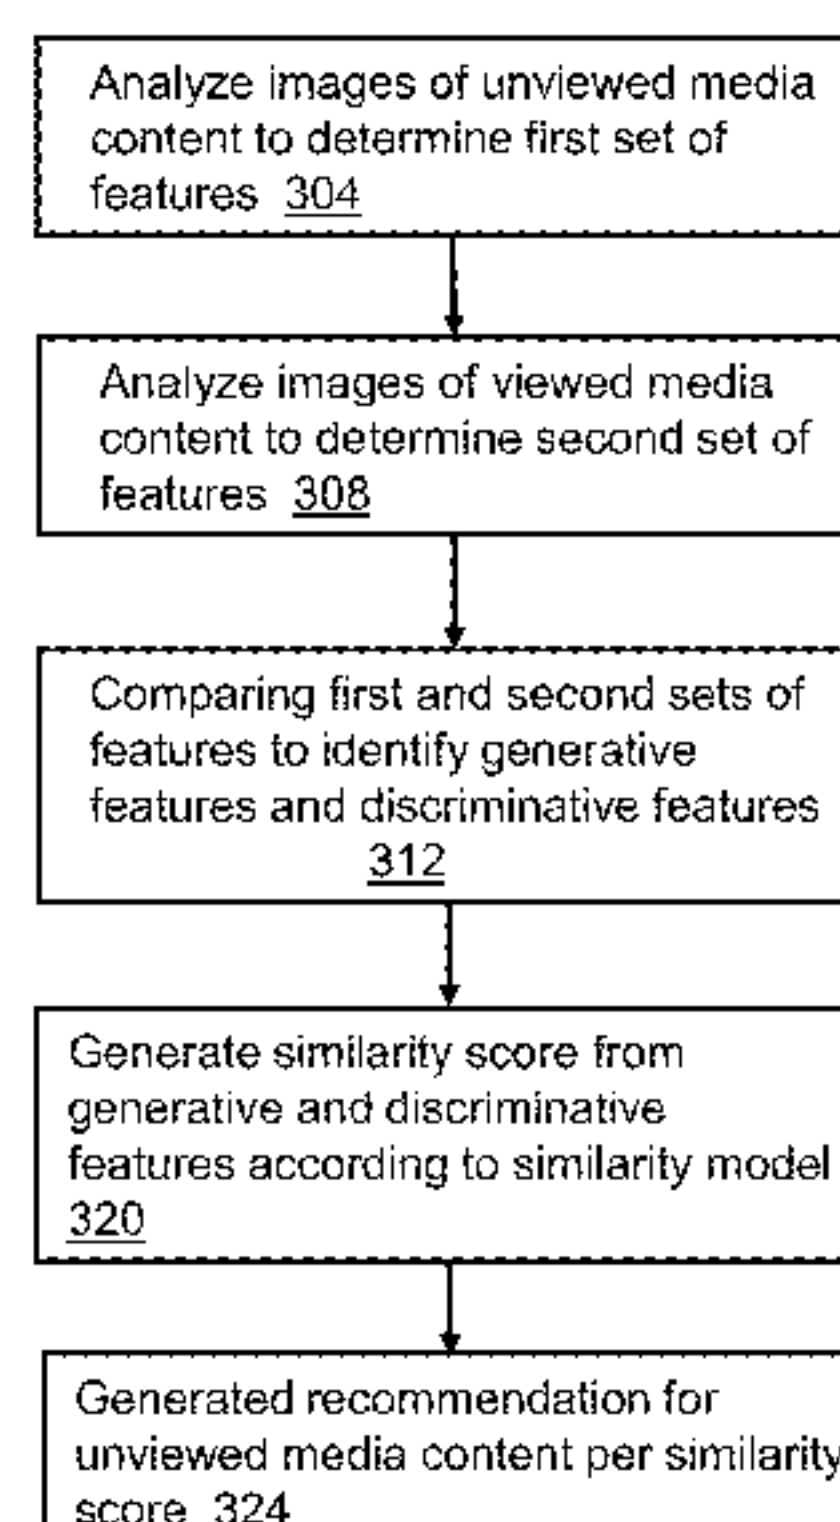 Analyze images of unviewed media
content to determine first set of
features 304
Analyze images of viewed media
content to determine second set of
features 308
Comparing first and second sets of
features to identify generative
features and discriminative features
312
Generate similarity score from
generative and discriminative
features according to similarity model
320
Generated recommendation for
unviewed media content per similarity
score 324